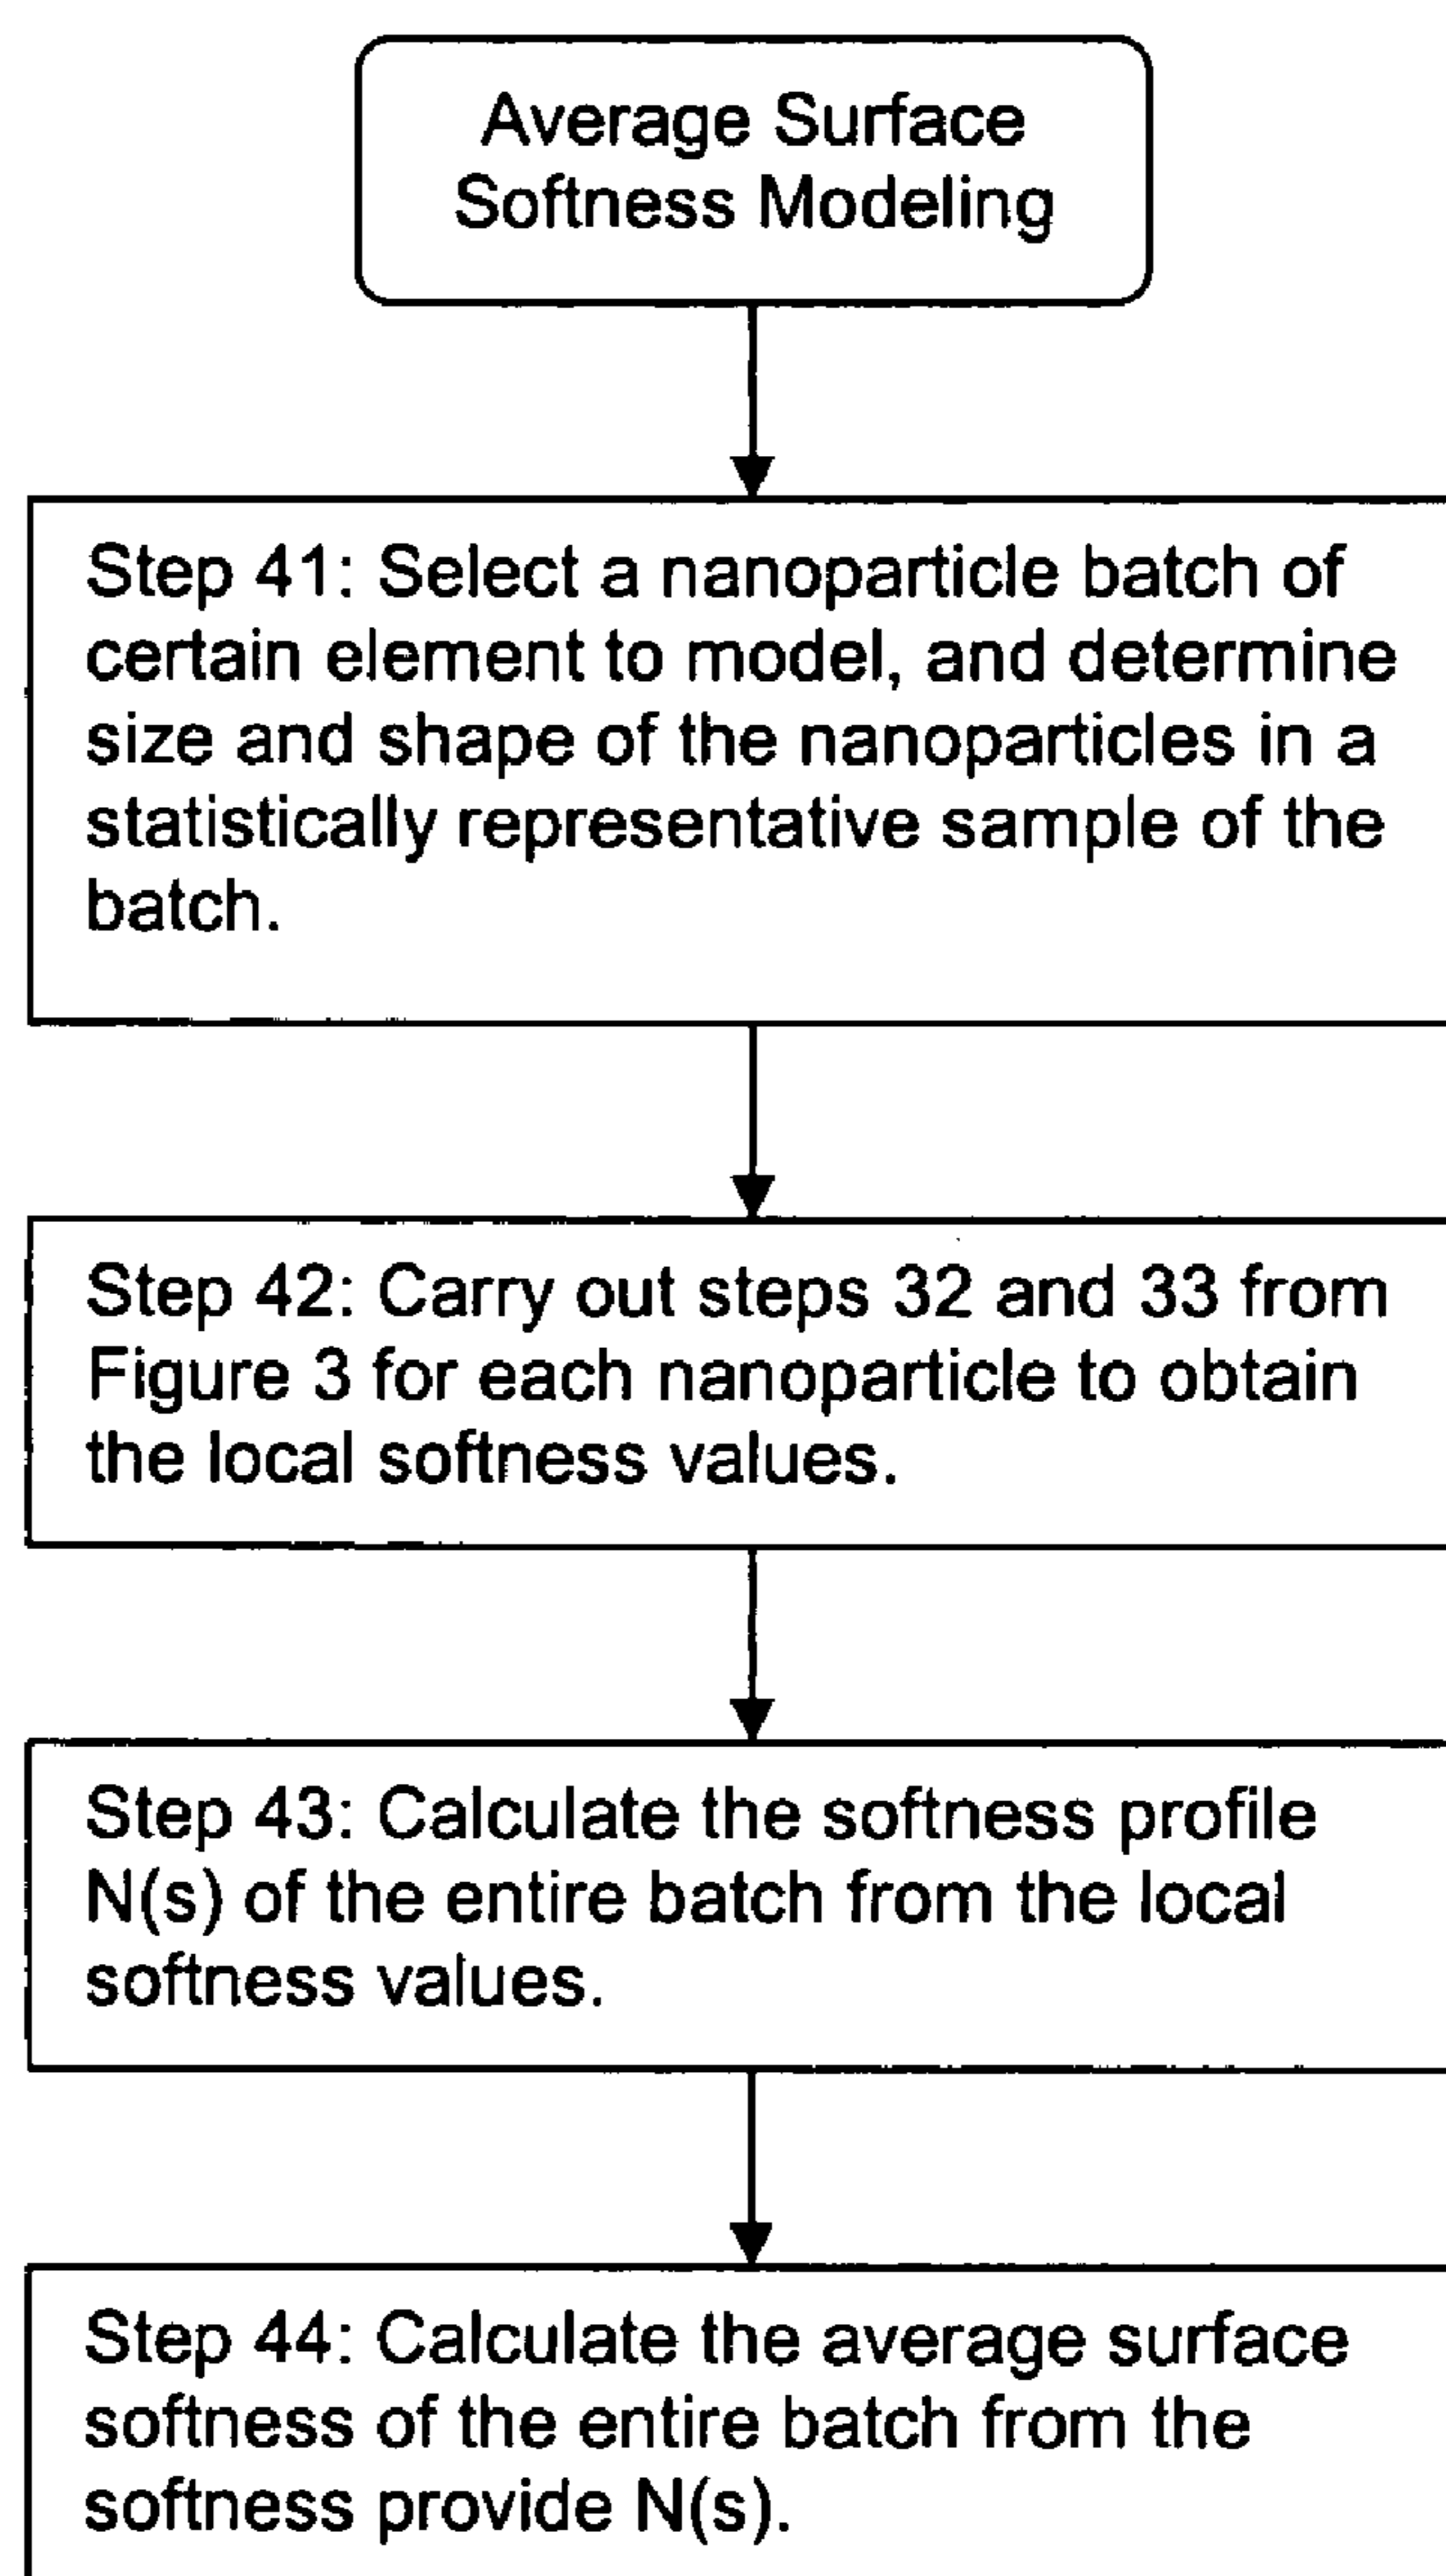 Average Surface
Softness Modeling
Step 41: Select a nanoparticle batch of
certain element to model, and determine
size and shape of the nanoparticles in a
statistically representative sample of the
batch.
Step 42: Carry out steps 32 and 33 from
Figure 3 for each nanoparticle to obtain
the local softness values.
Step 43: Calculate the softness profile
N(s) of the entire batch from the local
softness values.
Step 44: Calculate the average surface
softness of the entire batch from the
softness provide N(s).